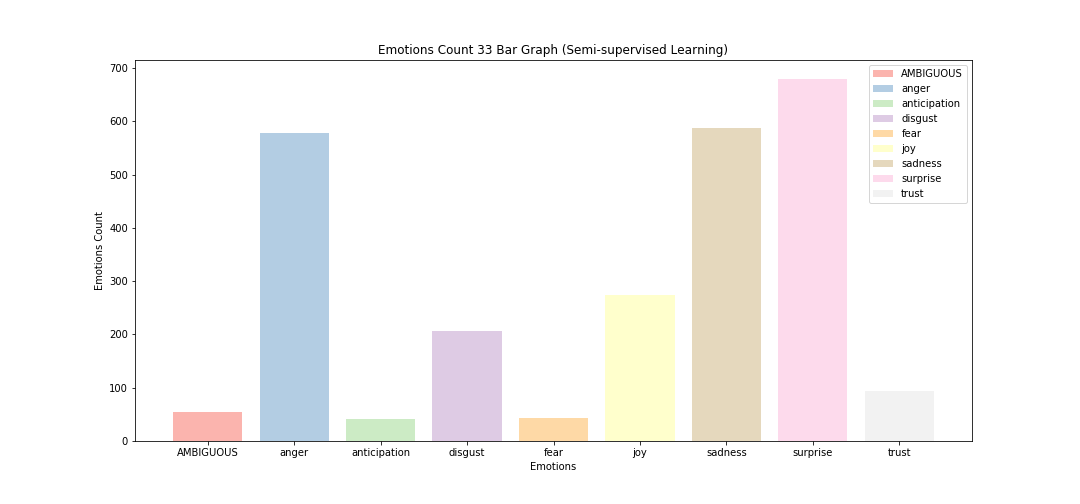 Emotions Count 33 Bar Graph (Semi-supervised Learning)
700
600
500
400
300
200
100
0
Emotions Count
AMBIGUOUS
anger
anticipation
disgust
fear
joy
sadness
surprise
trust
AMBIGUOUS anger anticipation disgust fear joy sadness surprise trust
Emotions